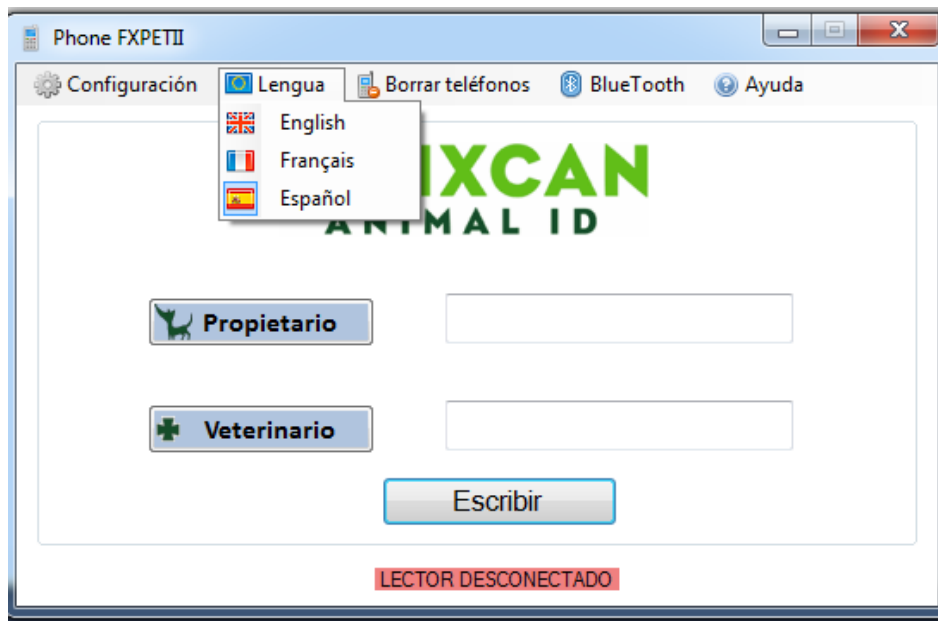 Phone FXPETII
Configuración Lengua Borrar teléfonos BlueTooth Ayuda
English
Français
Español
IXCAN
ANIMAL ID
Propietario
Veterinario
Escribir
LECTOR DESCONECTADO